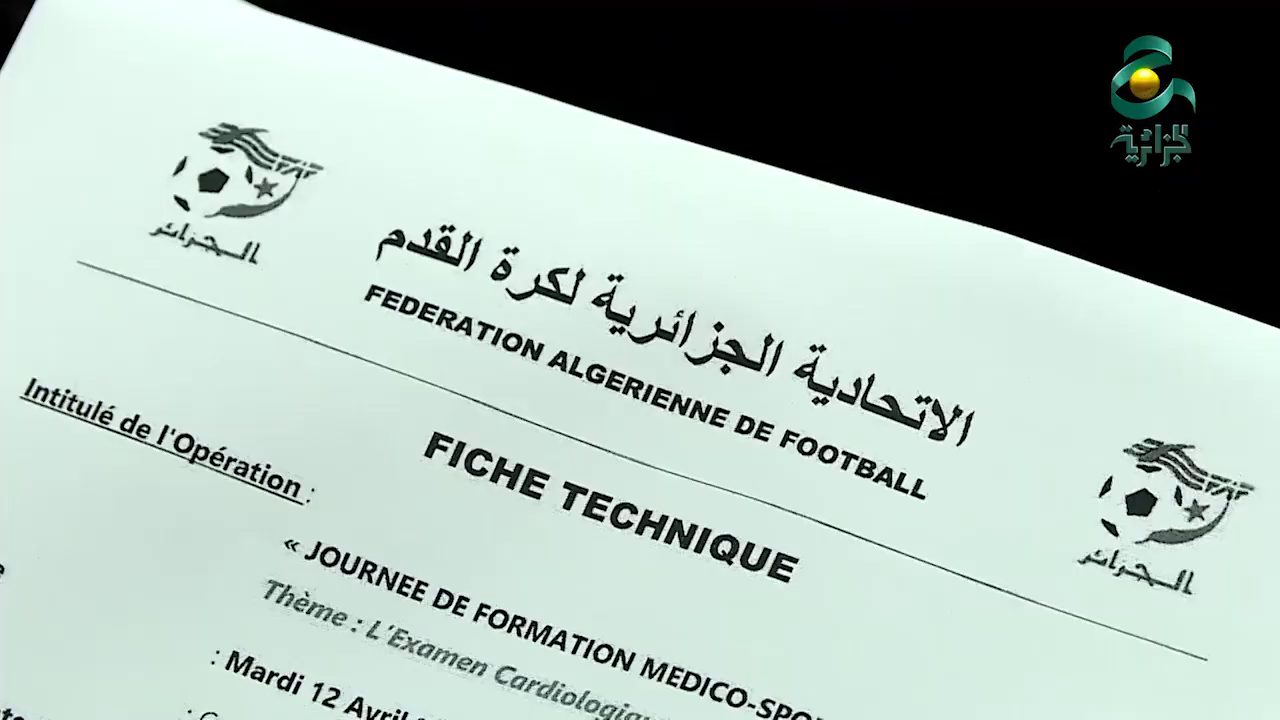 الجزائرية
الجزائر
الاتحادية الجزائرية لكرة القدم
FEDERATION ALGERIENNE DE FOOTBALL
الجزائر
FICHE TECHNIQUE
Intitulé de l'Opération :
« JOURNEE DE FORMATION MEDICO-SPO
Thème : L'Examen Cardiologiqu
: Mardi 12 Avril